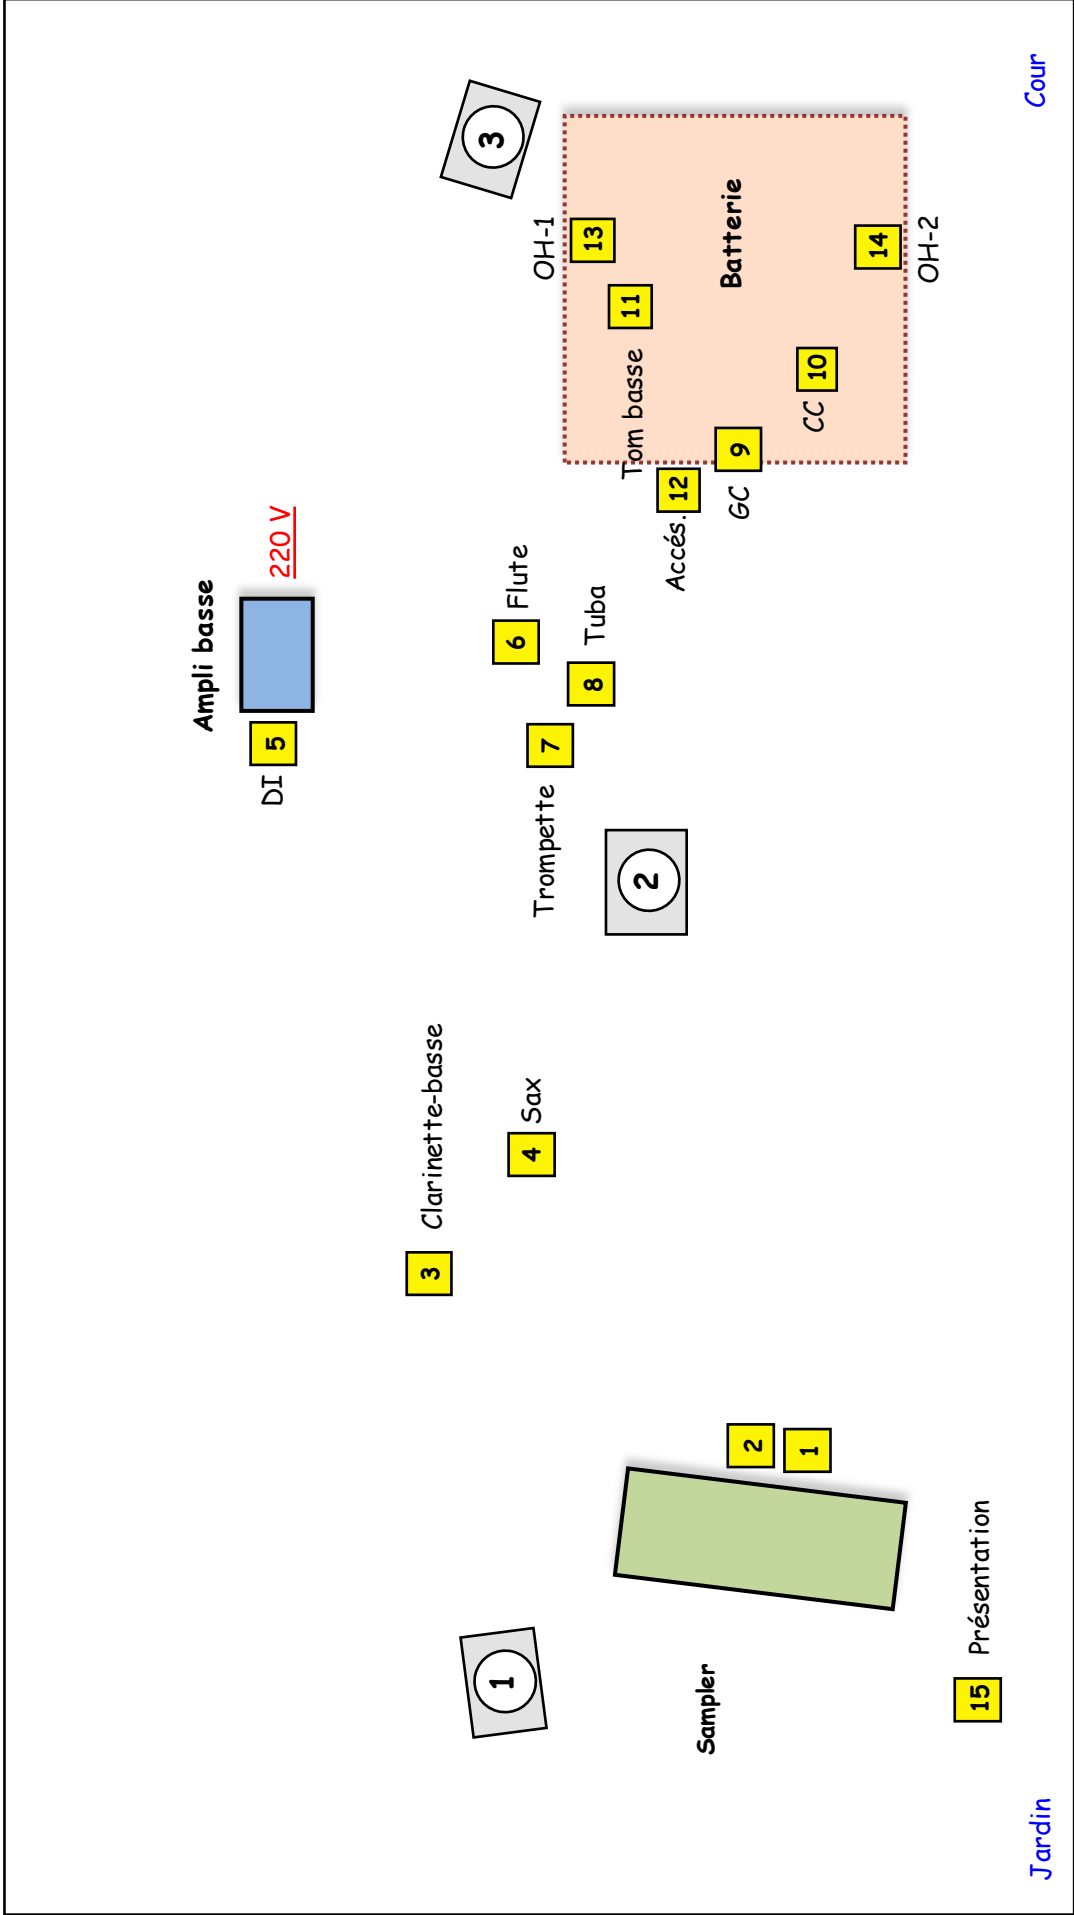 Ampli basse
220 V
DI
5
Clarinette-basse
3
1
3
Flute
6
Sax
4
OH-1
13
Trompette
7
Tuba
8
Tom basse
11
2
Accés.
12
Sampler
Batterie
GC
9
2
1
CC
10
14
OH-2
15
Présentation
Jardin
Cour